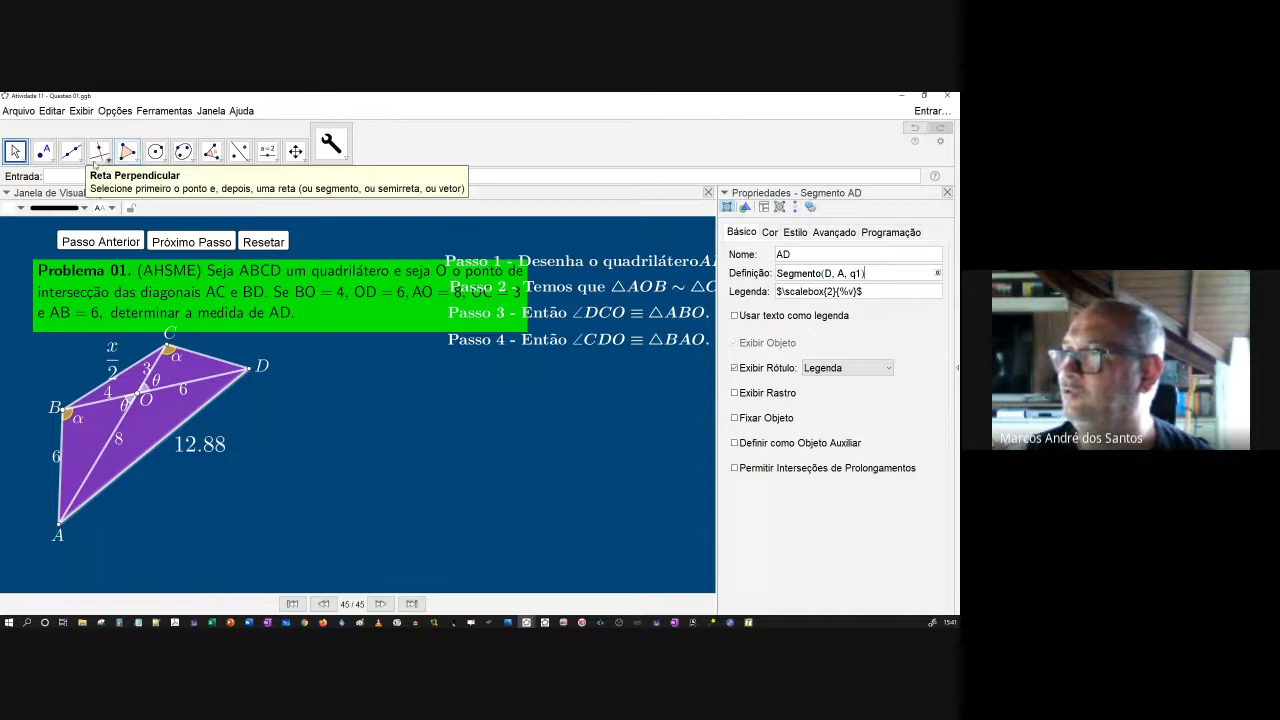 Atividade 11 - Questao 01.ggb
Arquivo Editar Exibir Opções Ferramentas Janela Ajuda
Entrar...
a=2
Entrada:
Reta Perpendicular
Selecione primeiro o ponto e, depois, uma reta (ou segmento, ou semirreta, ou vetor)
Janela de Visual
Propriedades - Segmento AD
AA
Básico Cor Estilo Avançado Programação
Passo Anterior Próximo Passo Resetar
Problema 01. (AHSME) Seja ABCD um quadrilátero e seja O o ponto de
intersecção das diagonais AC e BD. Se BO = 4, OD = 6, AO = 8, OC = 3
e AB = 6, determinar a medida de AD.
Passo 1 - Desenha o quadrilátero A
Passo 2 - Temos que △AOB ∼ △C
Passo 3 - Então ∠DCO ≡ △ABO.
Passo 4 - Então ∠CDO ≡ △BAO.
Nome: AD
Definição: Segmento(D, A, q1)
Legenda: $\scalebox{2}{%v}$
Usar texto como legenda
Exibir Objeto
Exibir Rótulo: Legenda
Exibir Rastro
Fixar Objeto
Definir como Objeto Auxiliar
Permitir Interseções de Prolongamentos
C
x
2
α
3
D
θ
4
6
B
O
θ
α
8
12.88
6
A
45 / 45
15:41
Marcos André dos Santos